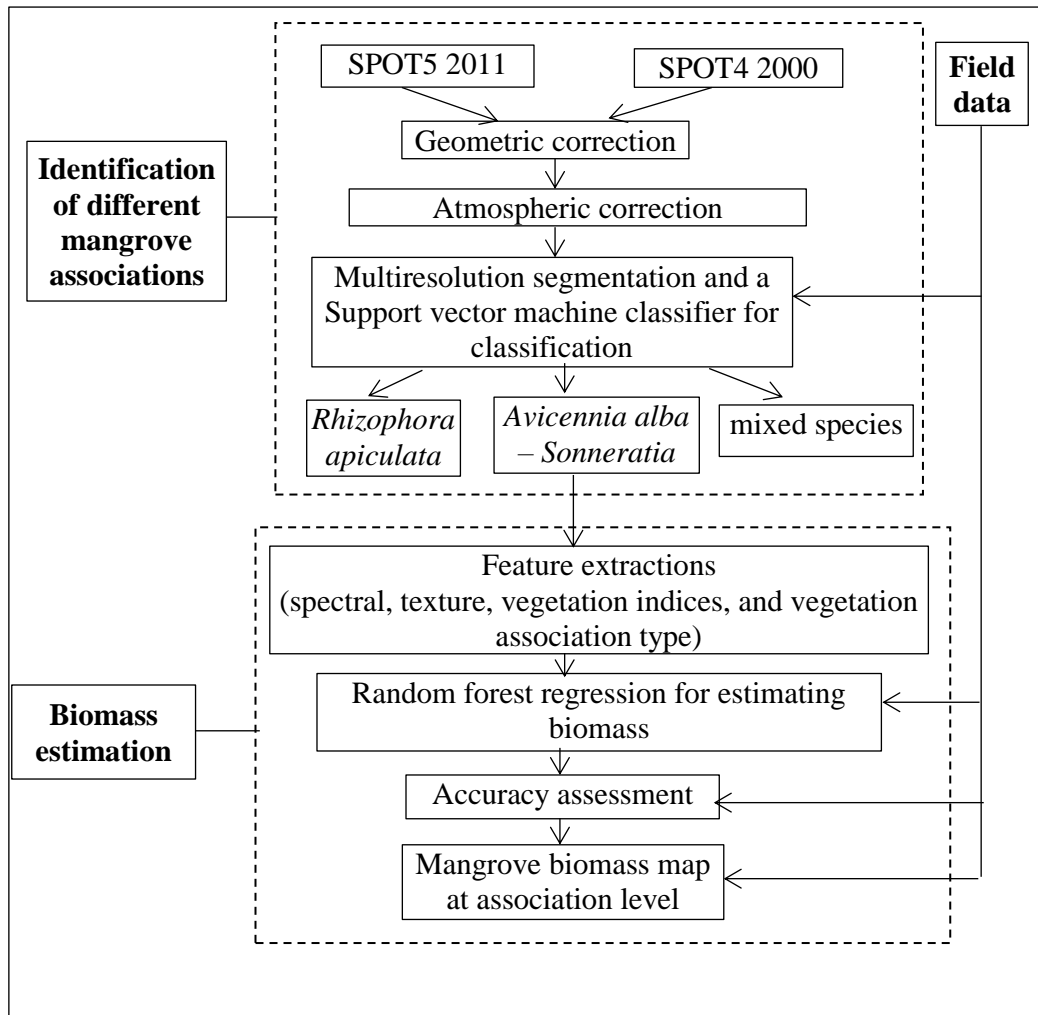 SPOT5 2011
SPOT4 2000
Field
data
Geometric correction
Identification
of different
mangrove
associations
Atmospheric correction
Multiresolution segmentation and a
Support vector machine classifier for
classification
Rhizophora
apiculata
Avicennia alba
– Sonneratia
mixed species
Feature extractions
(spectral, texture, vegetation indices, and vegetation
association type)
Biomass
estimation
Random forest regression for estimating
biomass
Accuracy assessment
Mangrove biomass map
at association level